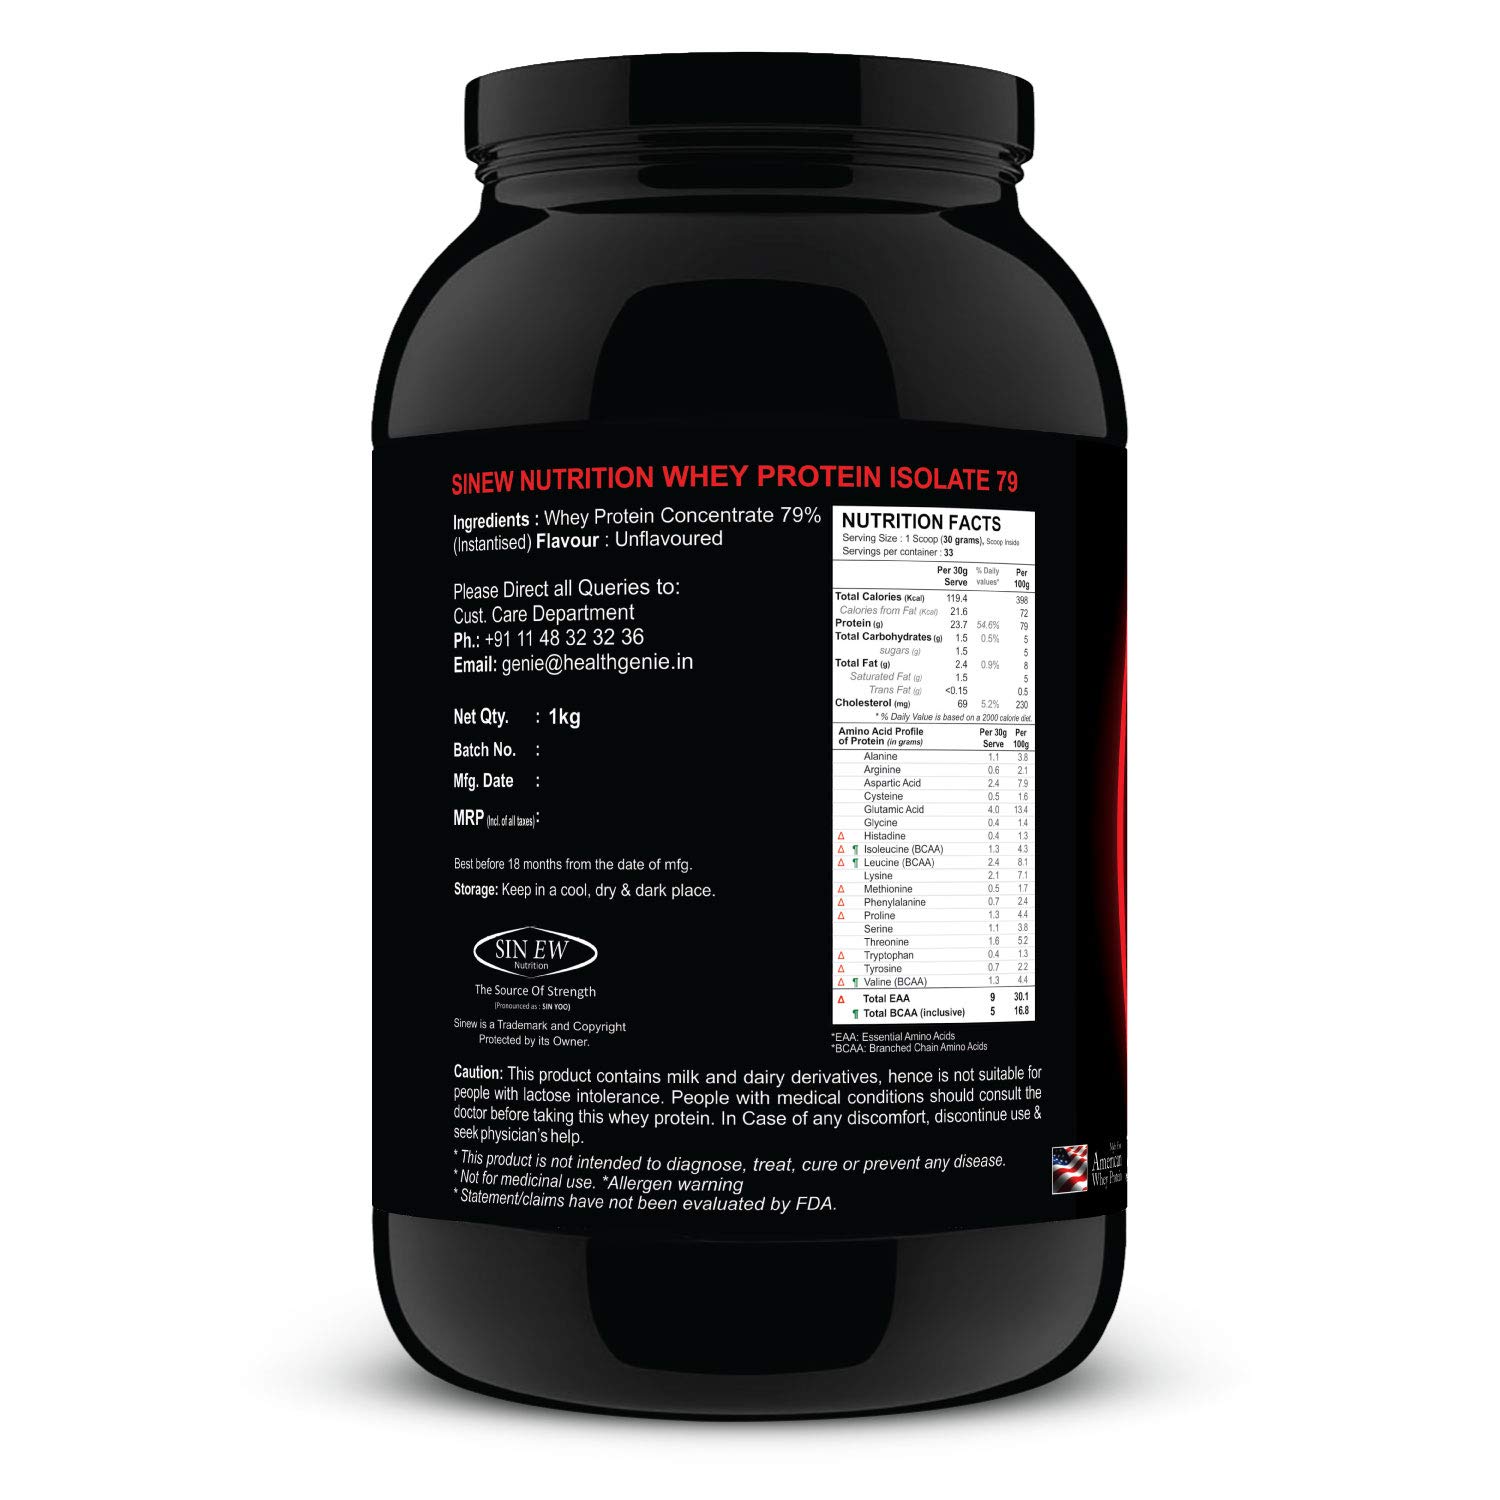 SINEW NUTRITION WHEY PROTEIN ISOLATE 79
Ingredients : Whey Protein Concentrate 79%
(Instantised) Flavour : Unflavoured
Please Direct all Queries to:
Cust. Care Department
Ph.: +91 11 48 32 32 36
Email: genie@healthgenie.in
Net Qty. : 1kg
Batch No. :
Mfg. Date :
MRP (Incl. of all taxes) :
Best before 18 months from the date of mfg.
Storage: Keep in a cool, dry & dark place.
SIN EW
Nutrition
The Source Of Strength
(Pronounced as : SIN YOO)
Sinew is a Trademark and Copyright
Protected by its Owner.
NUTRITION FACTS
Serving Size : 1 Scoop (30 grams), Scoop Inside
Servings per container : 33
Per 30g % Daily Per
Serve values* 100g
Total Calories (Kcal) 119.4 398
Calories from Fat (Kcal) 21.6 72
Protein (g) 23.7 54.6% 79
Total Carbohydrates (g) 1.5 0.5% 5
sugars (g) 1.5 5
Total Fat (g) 2.4 0.9% 8
Saturated Fat (g) 1.5 5
Trans Fat (g) <0.15 0.5
Cholesterol (mg) 69 5.2% 230
* % Daily Value is based on a 2000 calorie diet.
Amino Acid Profile Per 30g Per
of Protein (in grams) Serve 100g
Alanine 1.1 3.8
Arginine 0.6 2.1
Aspartic Acid 2.4 7.9
Cysteine 0.5 1.6
Glutamic Acid 4.0 13.4
Glycine 0.4 1.4
Δ Histadine 0.4 1.3
Δ ¶ Isoleucine (BCAA) 1.3 4.3
Δ ¶ Leucine (BCAA) 2.4 8.1
Lysine 2.1 7.1
Δ Methionine 0.5 1.7
Δ Phenylalanine 0.7 2.4
Δ Proline 1.3 4.4
Serine 1.1 3.8
Threonine 1.6 5.2
Δ Tryptophan 0.4 1.3
Δ Tyrosine 0.7 2.2
Δ ¶ Valine (BCAA) 1.3 4.4
Δ Total EAA 9 30.1
¶ Total BCAA (inclusive) 5 16.8
*EAA: Essential Amino Acids
*BCAA: Branched Chain Amino Acids
Caution: This product contains milk and dairy derivatives, hence is not suitable for
people with lactose intolerance. People with medical conditions should consult the
doctor before taking this whey protein. In Case of any discomfort, discontinue use &
seek physician's help.
* This product is not intended to diagnose, treat, cure or prevent any disease.
* Not for medicinal use. *Allergen warning
* Statement/claims have not been evaluated by FDA.
American
Whey Protein